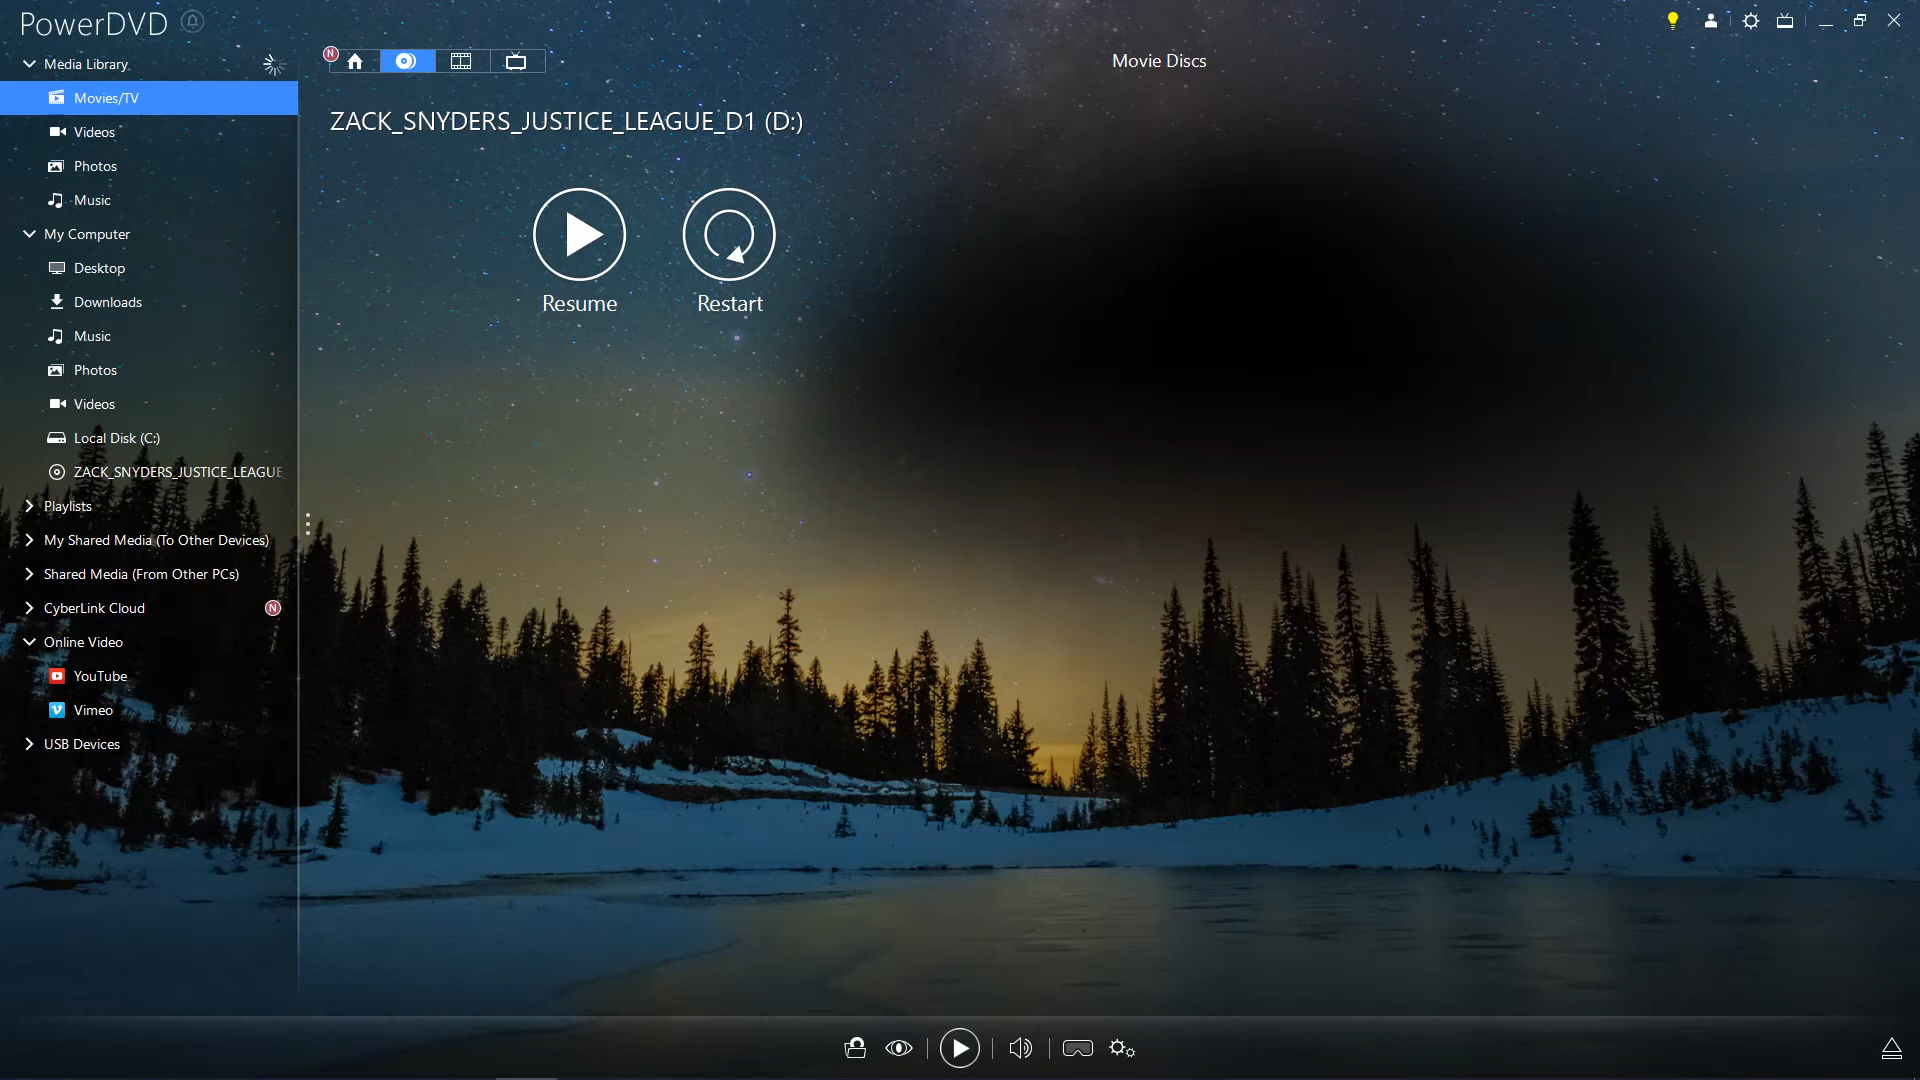 PowerDVD
Media Library
Movies/TV
Videos
Photos
Music
My Computer
Desktop
Downloads
Music
Photos
Videos
Local Disk (C:)
ZACK_SNYDERS_JUSTICE_LEAGUE
Playlists
My Shared Media (To Other Devices)
Shared Media (From Other PCs)
CyberLink Cloud N
Online Video
YouTube
Vimeo
USB Devices
N
Movie Discs
ZACK_SNYDERS_JUSTICE_LEAGUE_D1 (D:)
Resume Restart